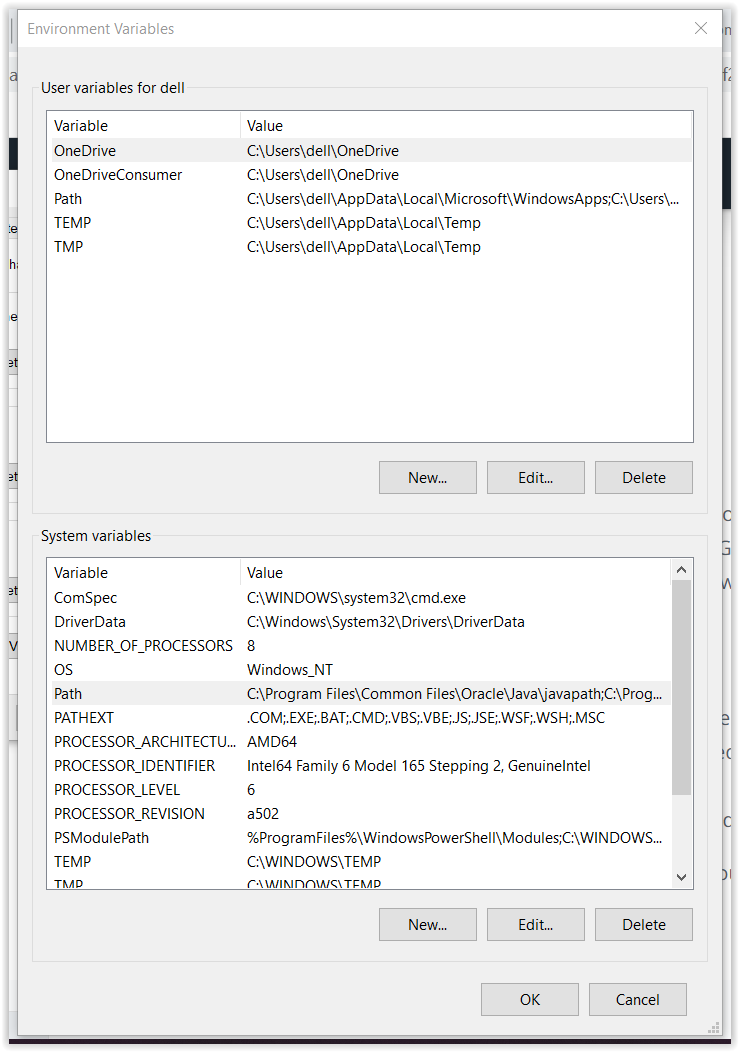 Environment Variables
User variables for dell
Variable Value
OneDrive C:\Users\dell\OneDrive
OneDriveConsumer C:\Users\dell\OneDrive
Path C:\Users\dell\AppData\Local\Microsoft\WindowsApps;C:\Users\...
TEMP C:\Users\dell\AppData\Local\Temp
TMP C:\Users\dell\AppData\Local\Temp
New... Edit... Delete
System variables
Variable Value
ComSpec C:\WINDOWS\system32\cmd.exe
DriverData C:\Windows\System32\Drivers\DriverData
NUMBER_OF_PROCESSORS 8
OS Windows_NT
Path C:\Program Files\Common Files\Oracle\Java\javapath;C:\Prog...
PATHEXT .COM;.EXE;.BAT;.CMD;.VBS;.VBE;.JS;.JSE;.WSF;.WSH;.MSC
PROCESSOR_ARCHITECTU... AMD64
PROCESSOR_IDENTIFIER Intel64 Family 6 Model 165 Stepping 2, GenuineIntel
PROCESSOR_LEVEL 6
PROCESSOR_REVISION a502
PSModulePath %ProgramFiles%\WindowsPowerShell\Modules;C:\WINDOWS...
TEMP C:\WINDOWS\TEMP
TMP C:\WINDOWS\TEMP
New... Edit... Delete
OK Cancel